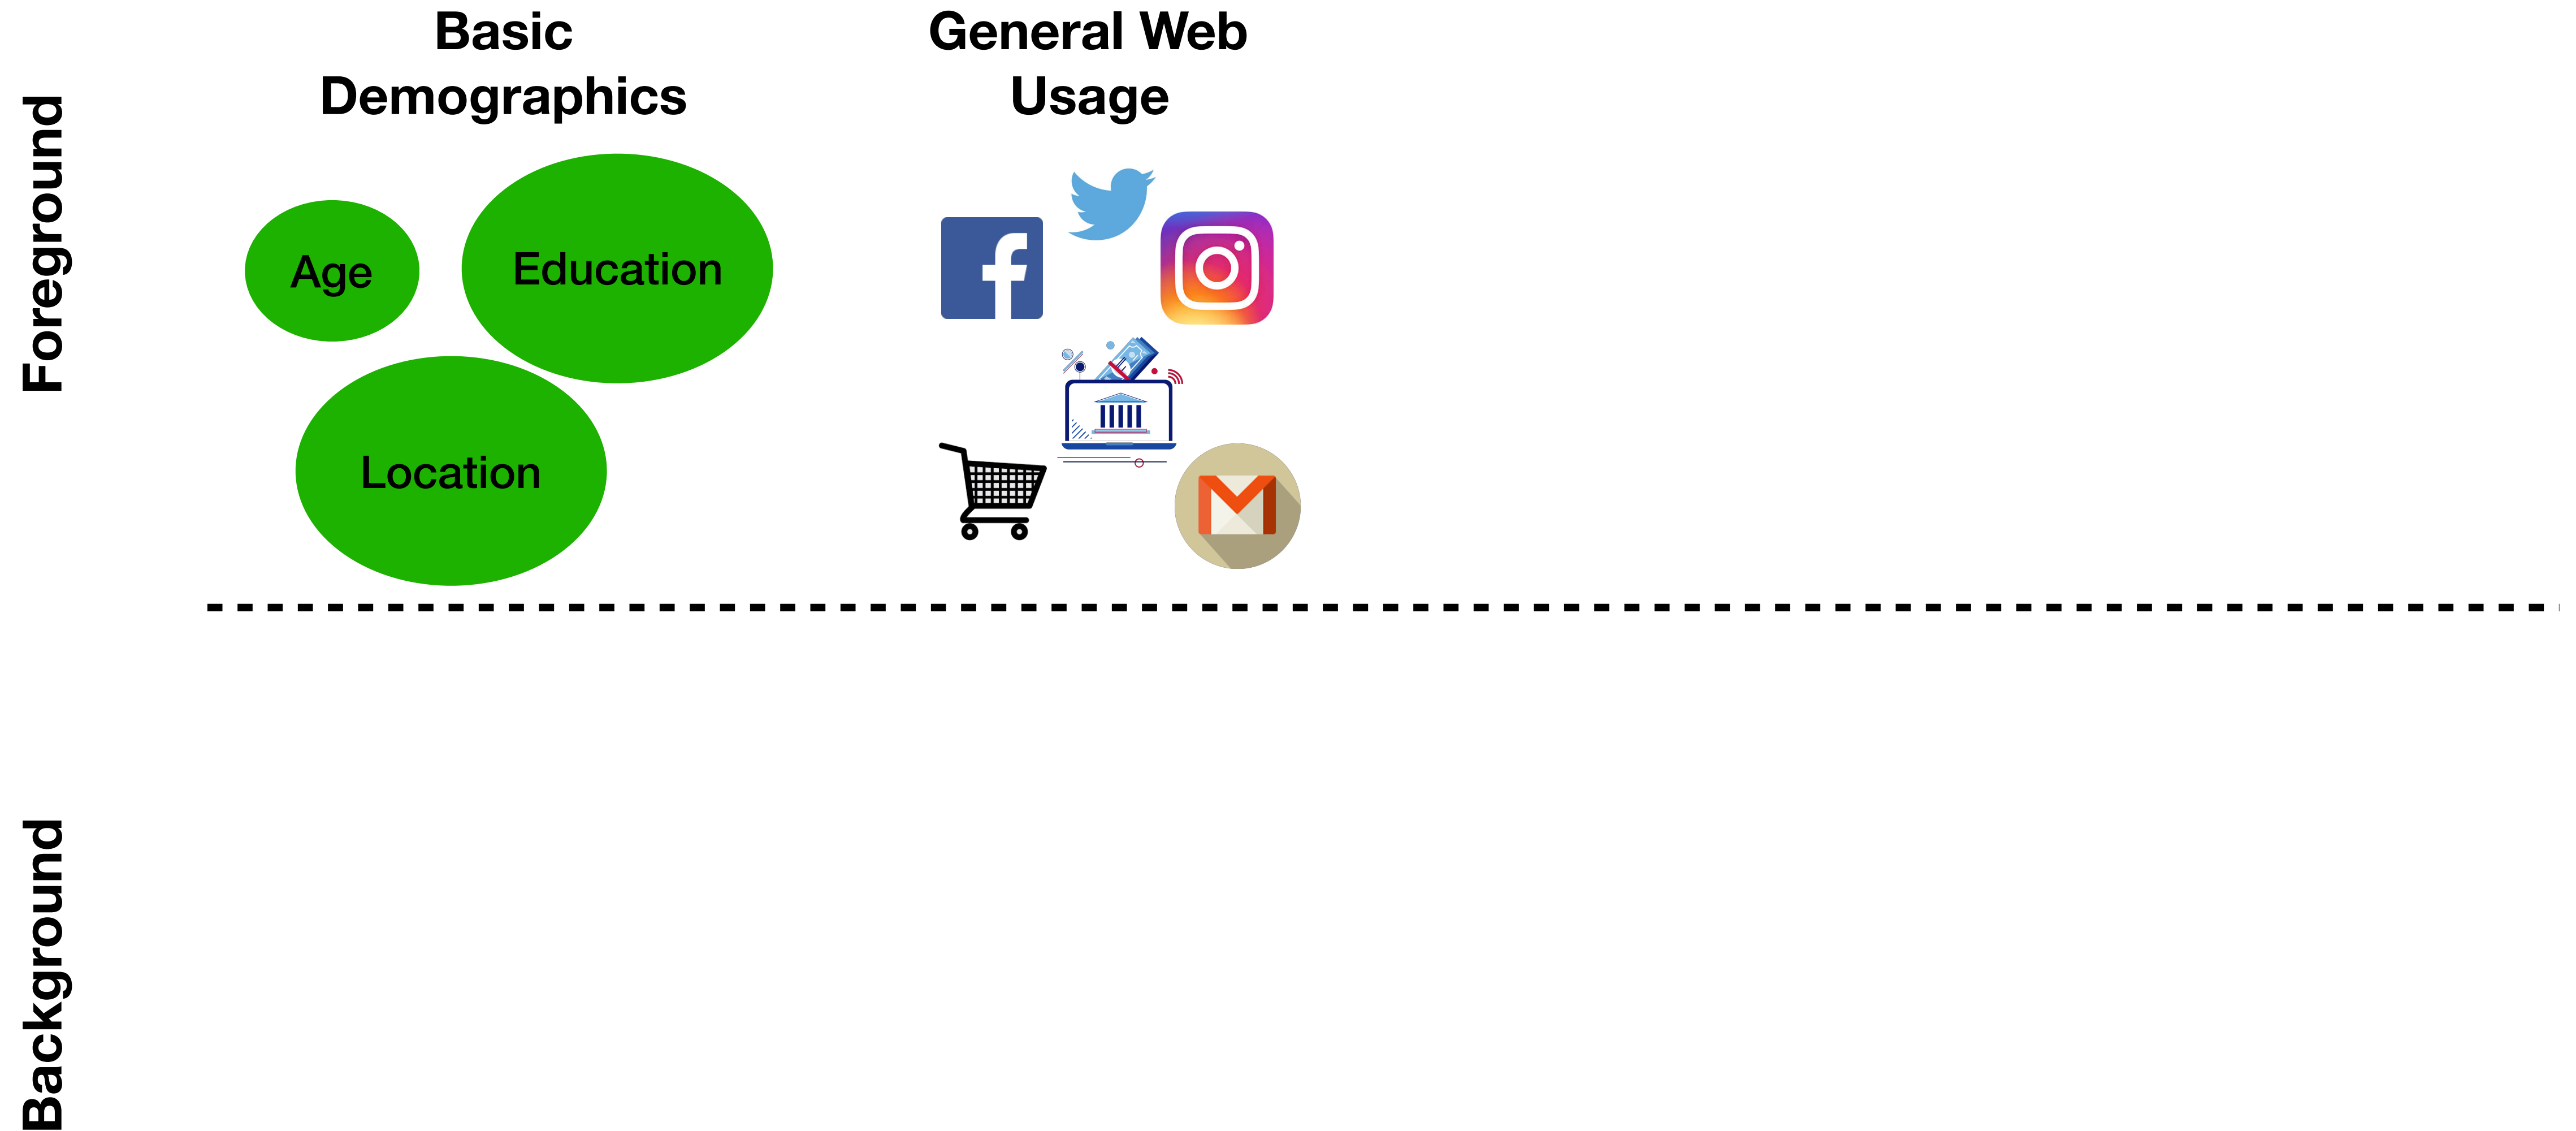 Basic
Demographics
General Web
Usage
Foreground
Age
Education
Location
Background